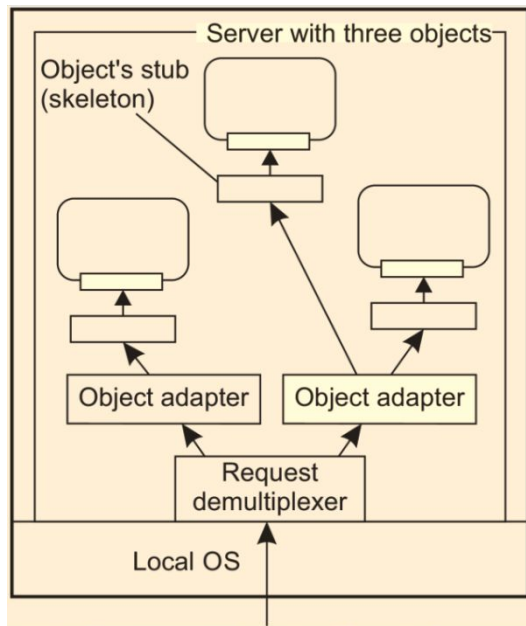 Server with three objects
Object's stub
(skeleton)
Object adapter
Object adapter
Request
demultiplexer
Local OS